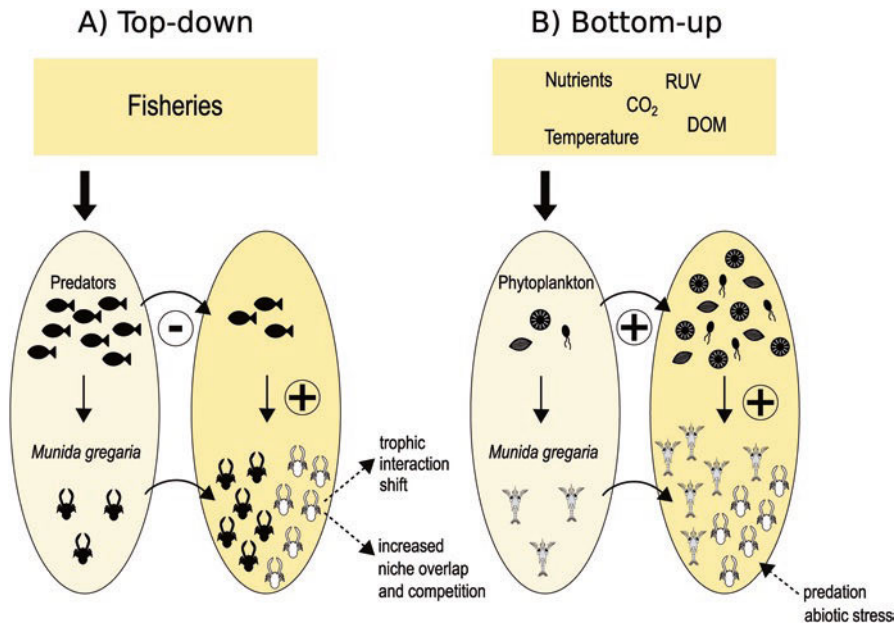 A) Top-down
Fisheries
Predators
-
+
Munida gregaria
trophic
interaction
shift
increased
niche overlap
and competition
B) Bottom-up
Nutrients
RUV
CO₂
DOM
Temperature
Phytoplankton
+
+
Munida gregaria
predation
abiotic stress